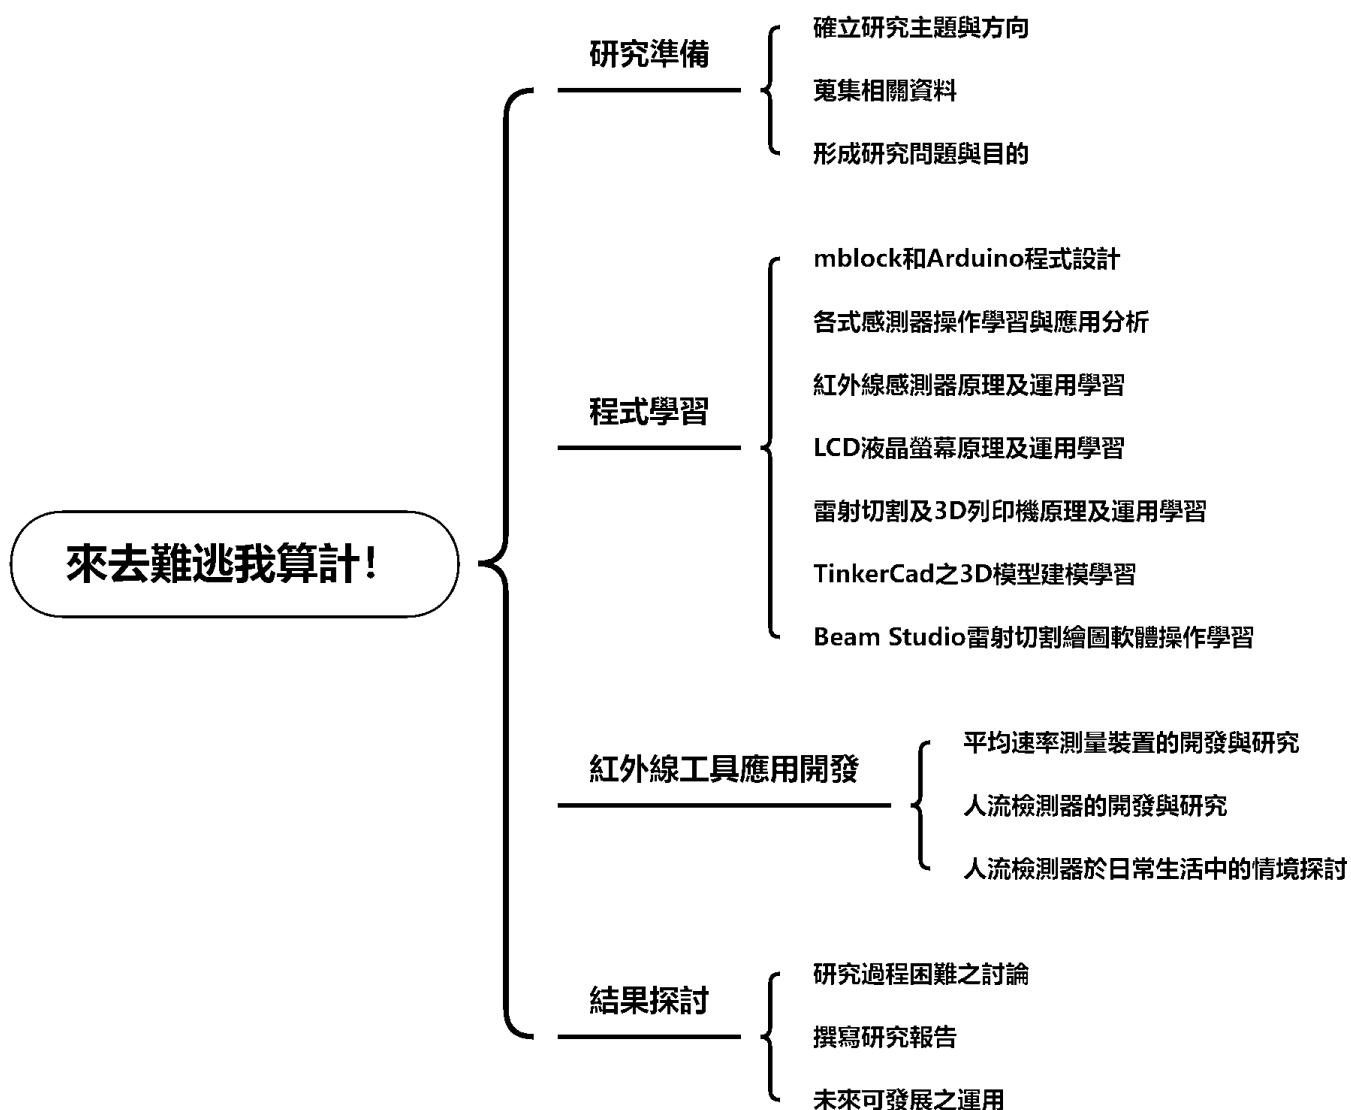 研究準備
確立研究主題與方向
蒐集相關資料
形成研究問題與目的
程式學習
mblock和Arduino程式設計
各式感測器操作學習與應用分析
紅外線感測器原理及運用學習
LCD液晶螢幕原理及運用學習
雷射切割及3D列印機原理及運用學習
TinkerCad之3D模型建模學習
Beam Studio雷射切割繪圖軟體操作學習
來去難逃我算計!
紅外線工具應用開發
平均速率測量裝置的開發與研究
人流檢測器的開發與研究
人流檢測器於日常生活中的情境探討
結果探討
研究過程困難之討論
撰寫研究報告
未來可發展之運用